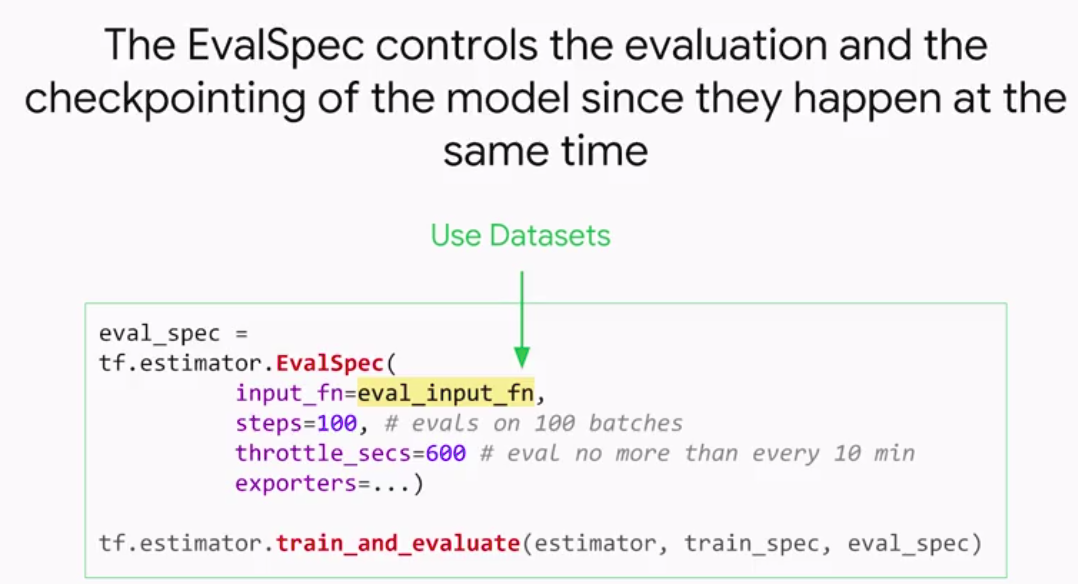 The EvalSpec controls the evaluation and the
checkpointing of the model since they happen at the
same time
Use Datasets
eval_spec =
tf.estimator.EvalSpec(
input_fn=eval_input_fn,
steps=100, # evals on 100 batches
throttle_secs=600 # eval no more than every 10 min
exporters=...)
tf.estimator.train_and_evaluate(estimator, train_spec, eval_spec)